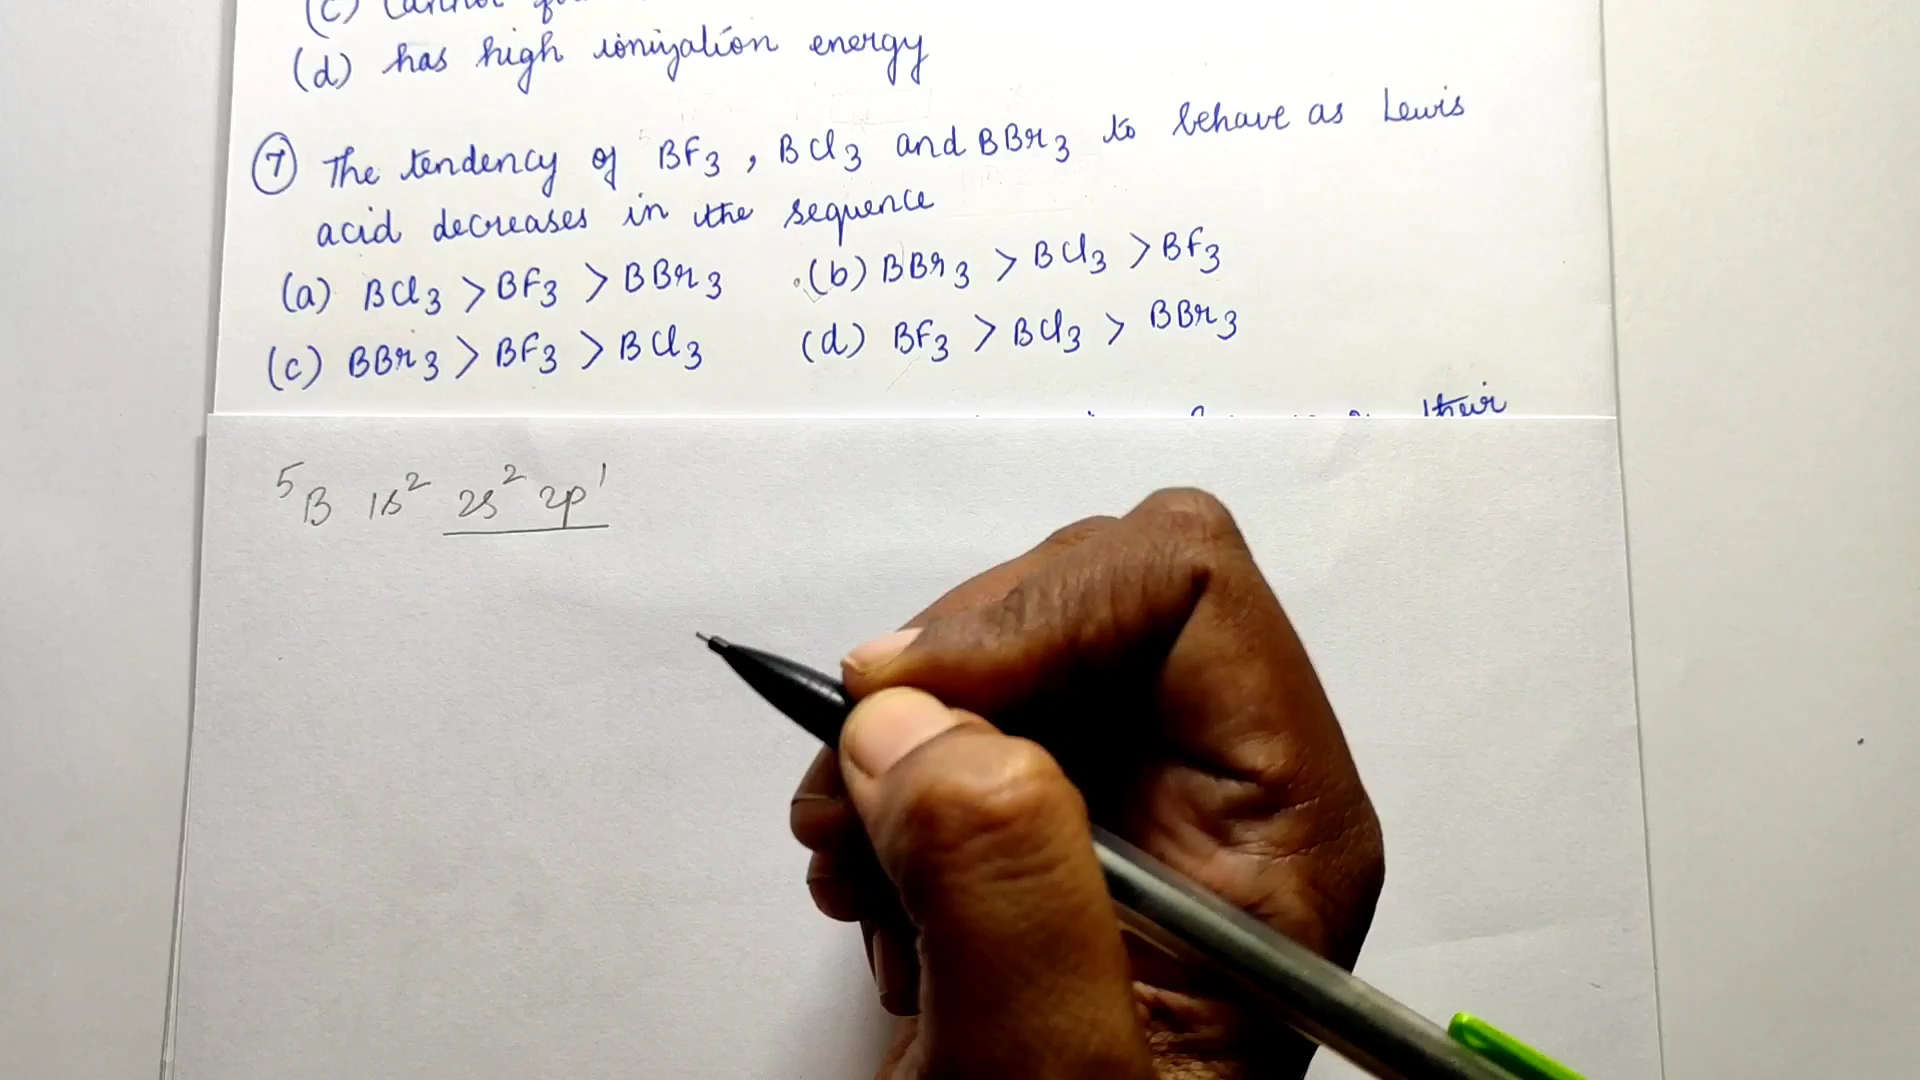 (c) Cannot
(d) has high ionization energy
(7) The tendency of BF₃, BCl₃ and BBr₃ to behave as Lewis
acid decreases in the sequence
(a) BCl₃ > BF₃ > BBr₃ (b) BBr₃ > BCl₃ > BF₃
(c) BBr₃ > BF₃ > BCl₃ (d) BF₃ > BCl₃ > BBr₃
their
⁵B 1s² 2s² 2p¹